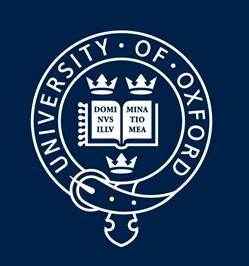 UNIVERSITY · OF · OXFORD
DOMI MINA
NVS TIO
ILLV MEA